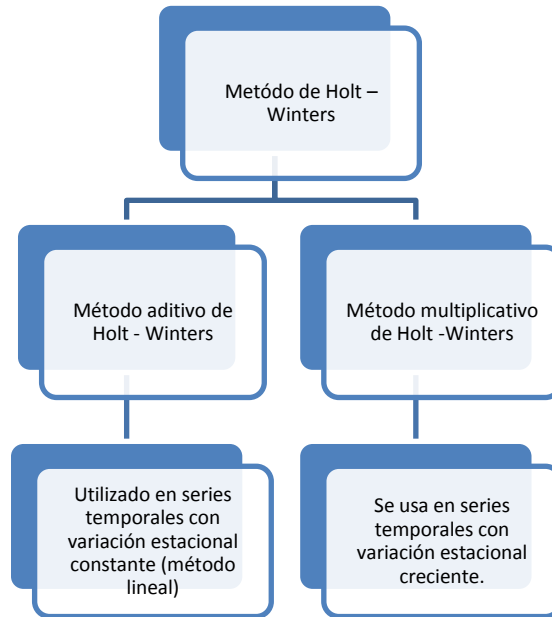 Metódo de Holt –
Winters
Método aditivo de
Holt - Winters
Método multiplicativo
de Holt -Winters
Utilizado en series
temporales con
variación estacional
constante (método
lineal)
Se usa en series
temporales con
variación estacional
creciente.